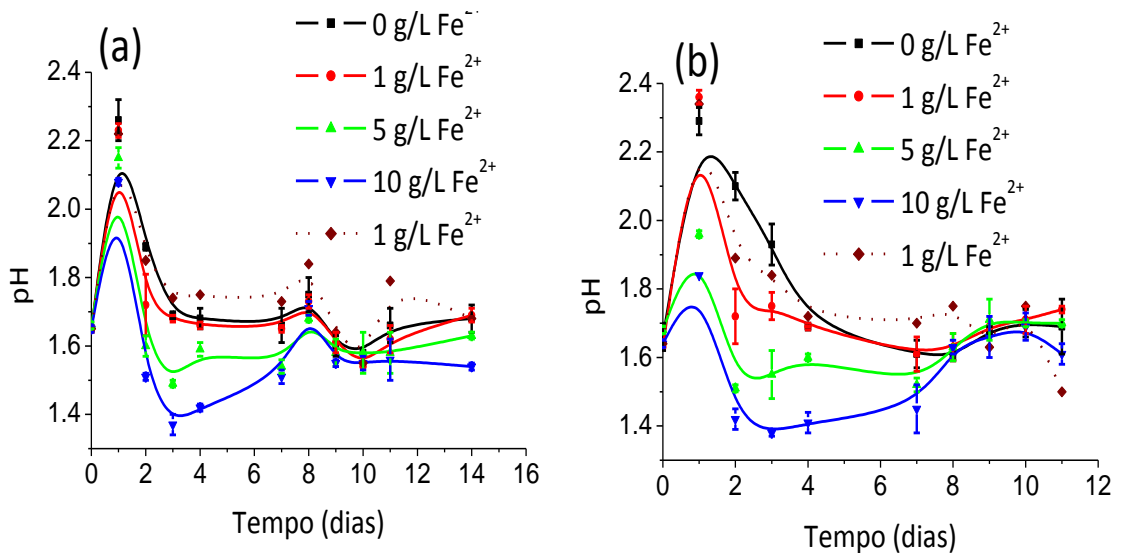 (a)
0 g/L Fe²⁺
1 g/L Fe²⁺
5 g/L Fe²⁺
10 g/L Fe²⁺
1 g/L Fe²⁺
pH
2.4
2.2
2.0
1.8
1.6
1.4
0 2 4 6 8 10 12 14 16
Tempo (dias)
(b)
0 g/L Fe²⁺
1 g/L Fe²⁺
5 g/L Fe²⁺
10 g/L Fe²⁺
1 g/L Fe²⁺
pH
2.4
2.2
2.0
1.8
1.6
1.4
0 2 4 6 8 10 12
Tempo (dias)